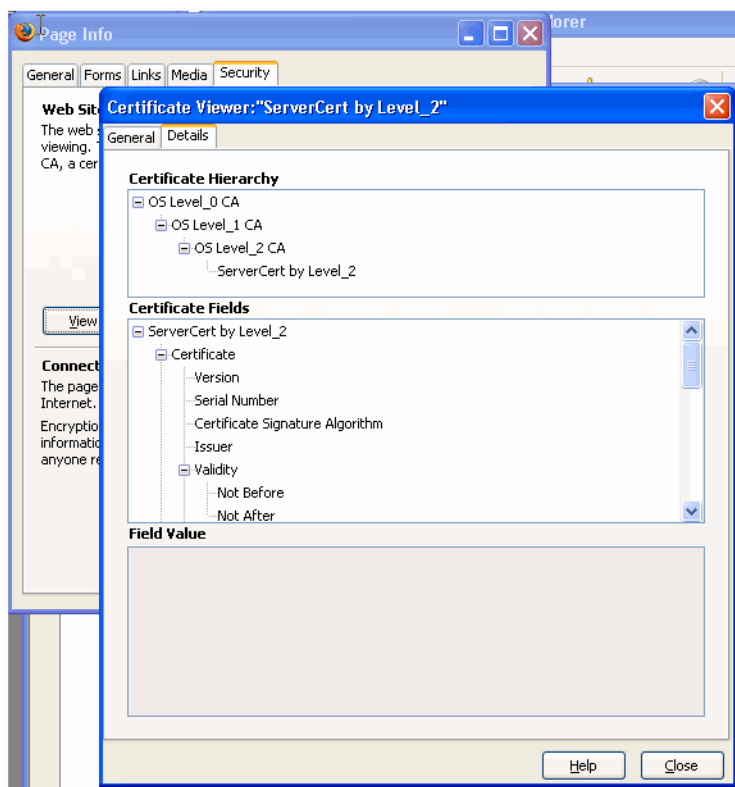 Page Info
orer
General Forms Links Media Security
Web Sit
The web s
viewing.
CA, a cer
View
Connect
The page
Internet.
Encryptio
informatio
anyone re
Certificate Viewer:"ServerCert by Level_2"
General Details
Certificate Hierarchy
OS Level_0 CA
OS Level_1 CA
OS Level_2 CA
ServerCert by Level_2
Certificate Fields
ServerCert by Level_2
Certificate
Version
Serial Number
Certificate Signature Algorithm
Issuer
Validity
Not Before
Not After
Field Value
Help Close